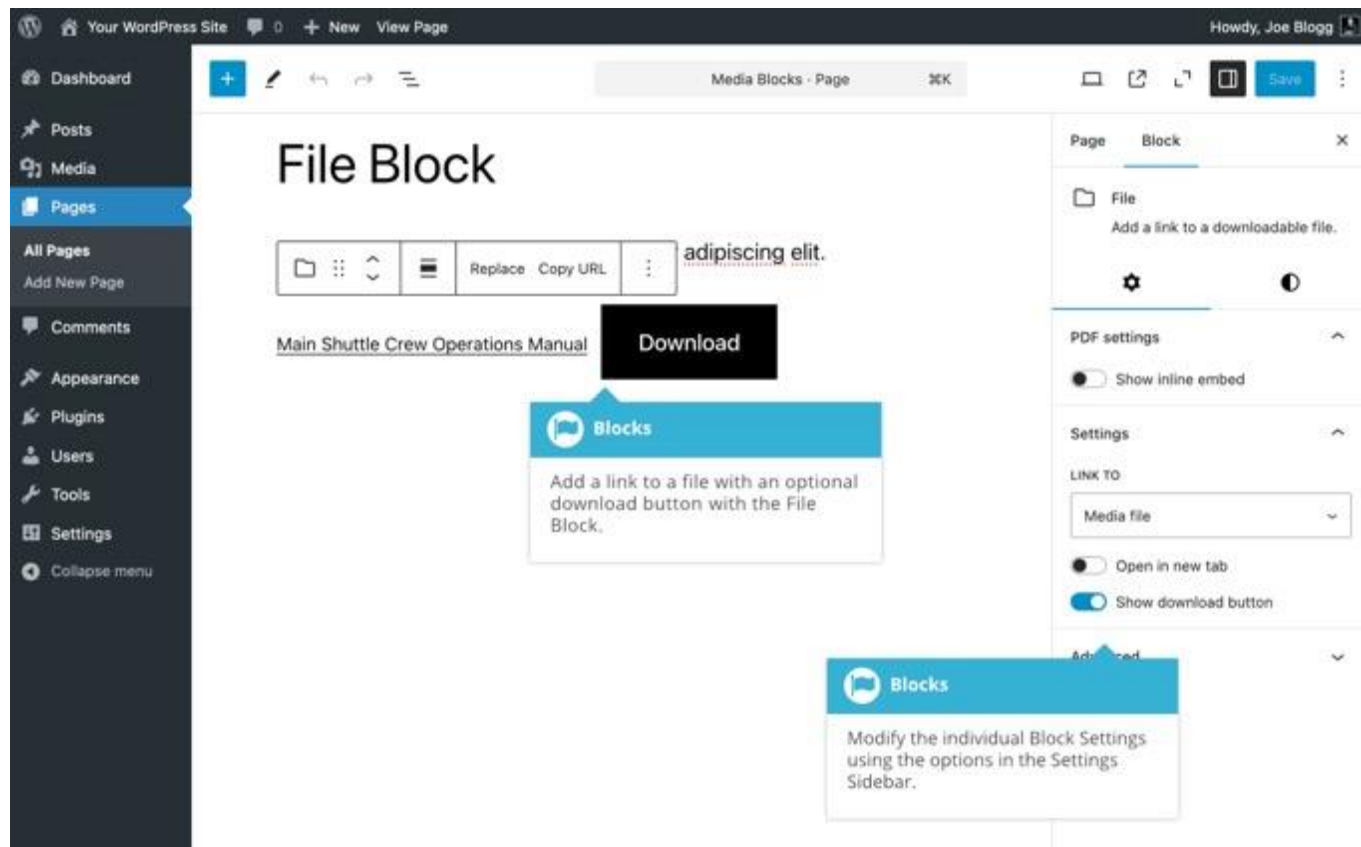 Your WordPress Site 0 New View Page Howdy, Joe Blogg
Dashboard
Posts
Media
Pages
All Pages
Add New Page
Comments
Appearance
Plugins
Users
Tools
Settings
Collapse menu
Media Blocks · Page ⌘K
Save
File Block
Replace Copy URL
adipiscing elit.
Main Shuttle Crew Operations Manual
Download
Blocks
Add a link to a file with an optional
download button with the File
Block.
Page Block
File
Add a link to a downloadable file.
PDF settings
Show inline embed
Settings
LINK TO
Media file
Open in new tab
Show download button
Blocks
Modify the individual Block Settings
using the options in the Settings
Sidebar.